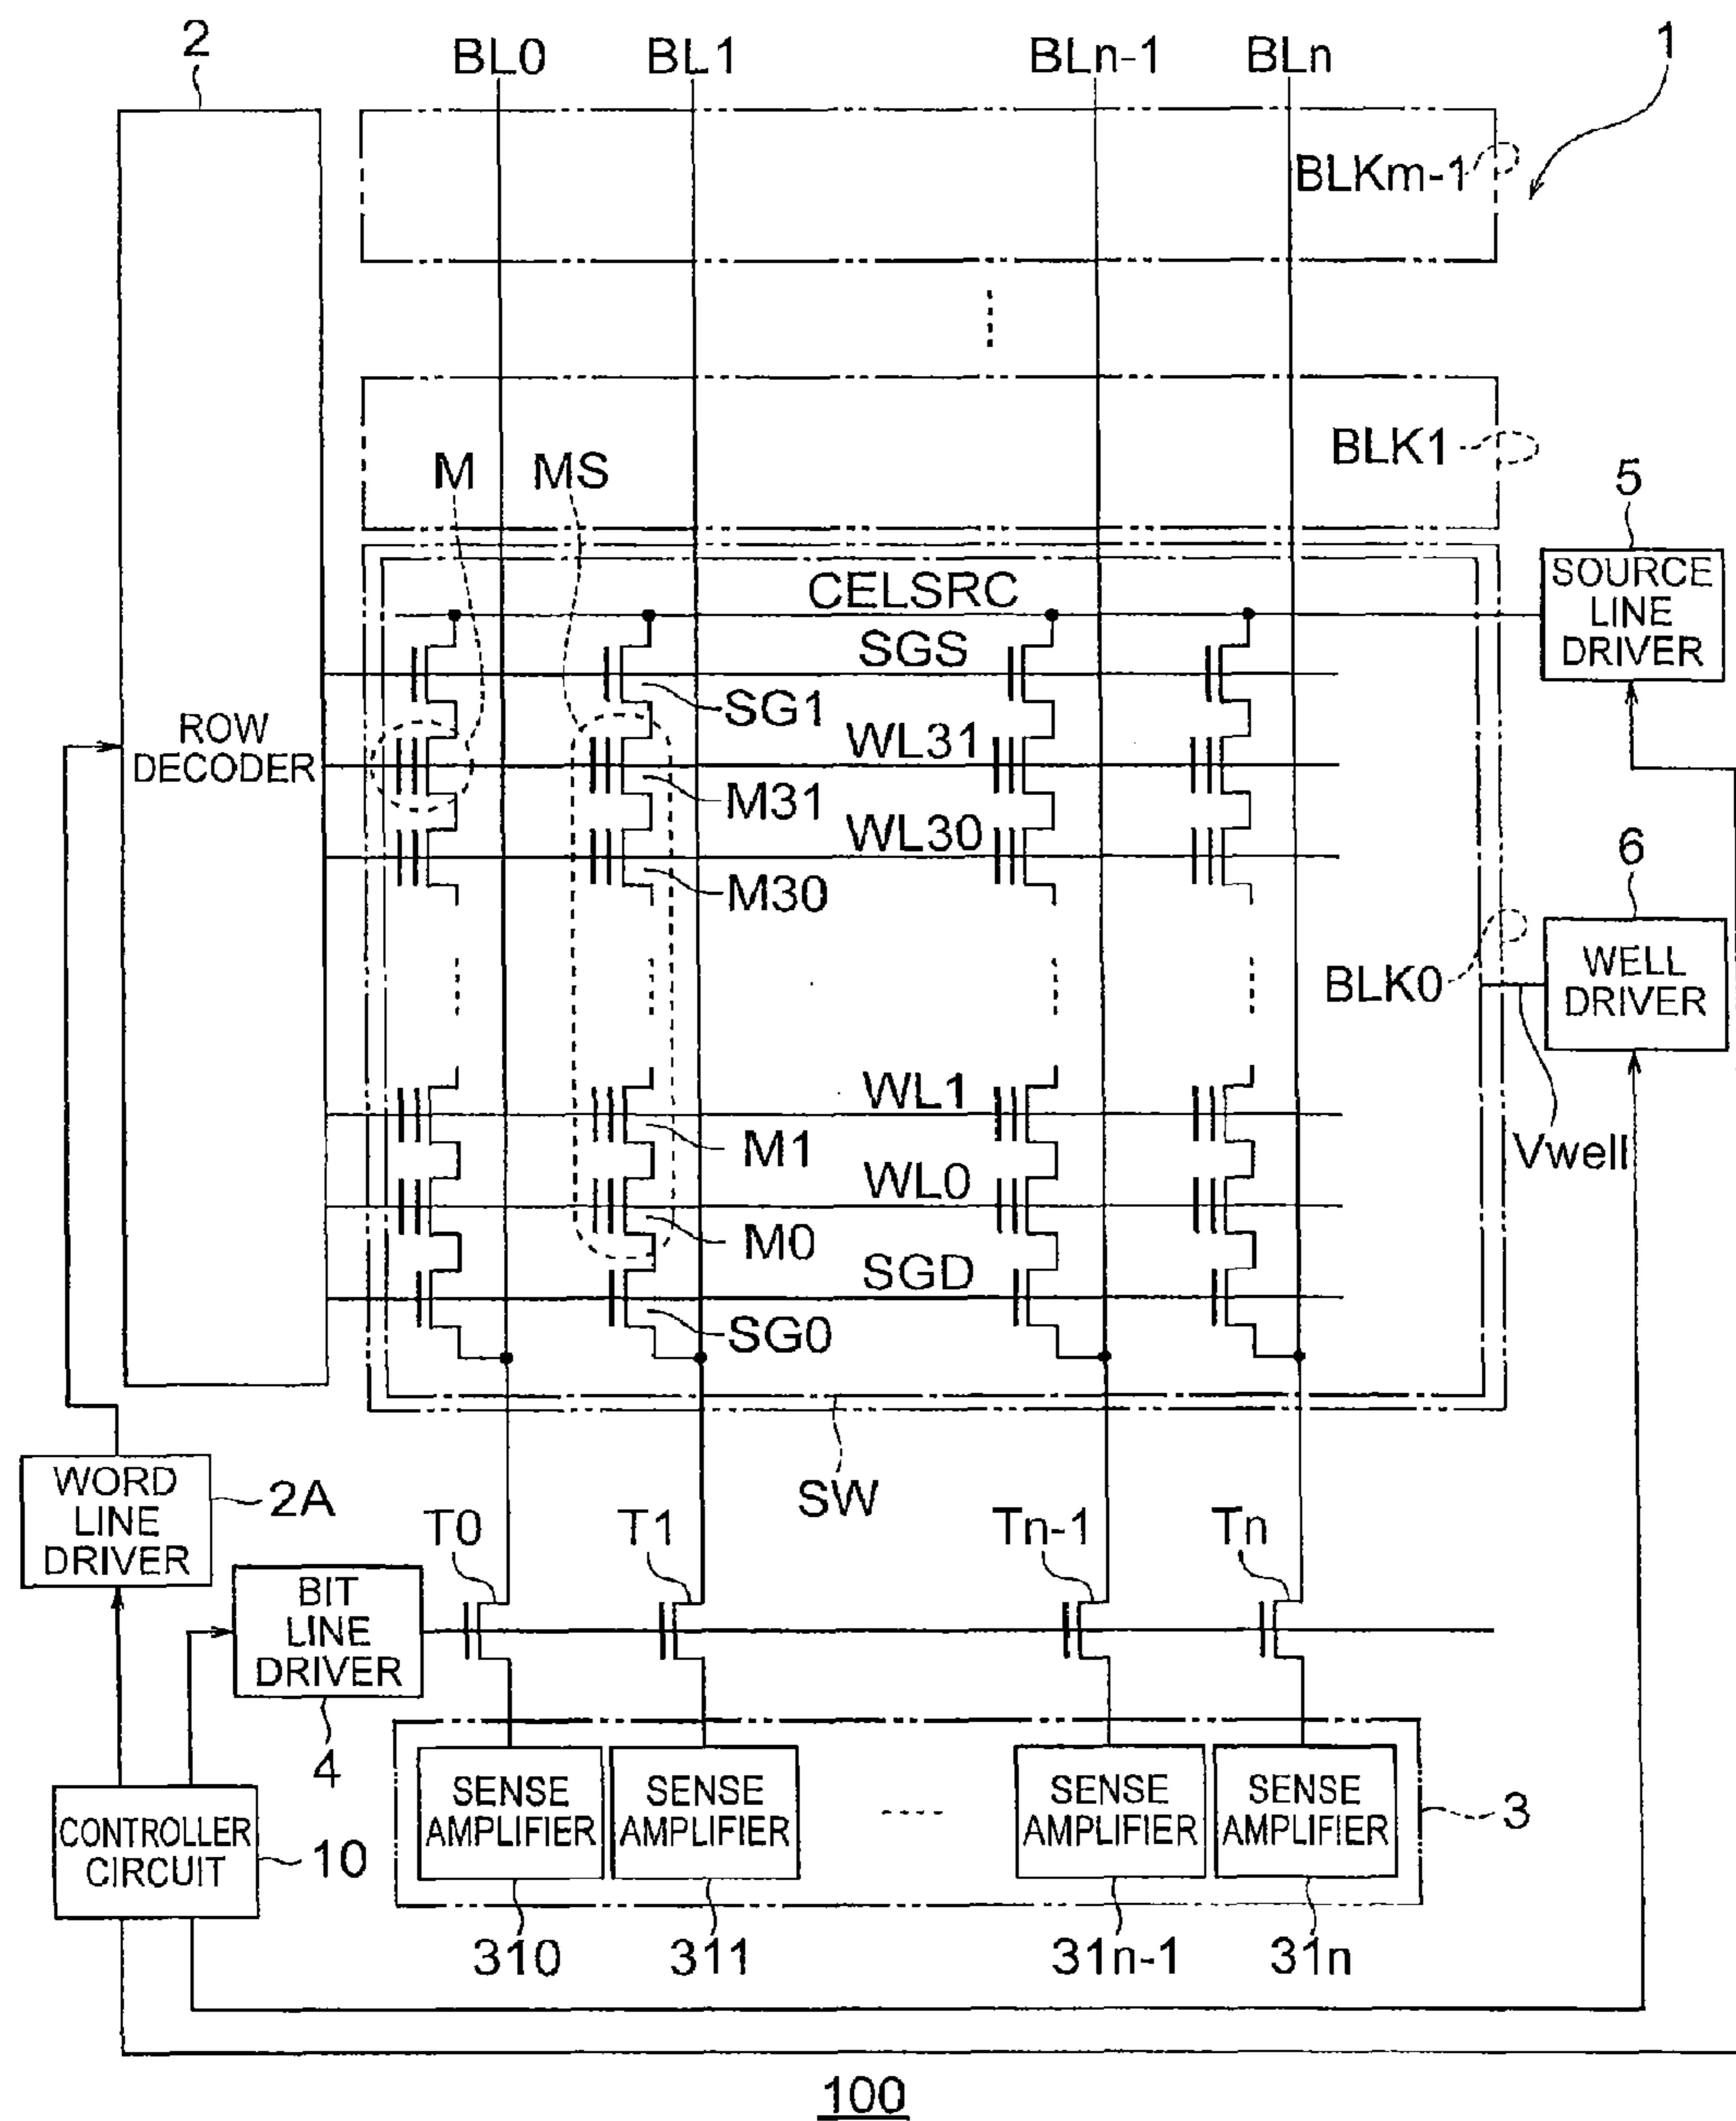 2
BL0
BL1
BLn-1
BLn
1
BLKm-1
BLK1
M
MS
5
SOURCE
LINE
DRIVER
CELSRC
SGS
SG1
ROW
DECODER
WL31
M31
WL30
M30
6
WELL
DRIVER
BLK0
WL1
M1
Vwell
WL0
M0
SGD
SG0
WORD
LINE
DRIVER
2A
SW
T0
T1
Tn-1
Tn
BIT
LINE
DRIVER
4
SENSE
AMPLIFIER
SENSE
AMPLIFIER
SENSE
AMPLIFIER
SENSE
AMPLIFIER
3
CONTROLLER
CIRCUIT
10
310
311
31n-1
31n
100